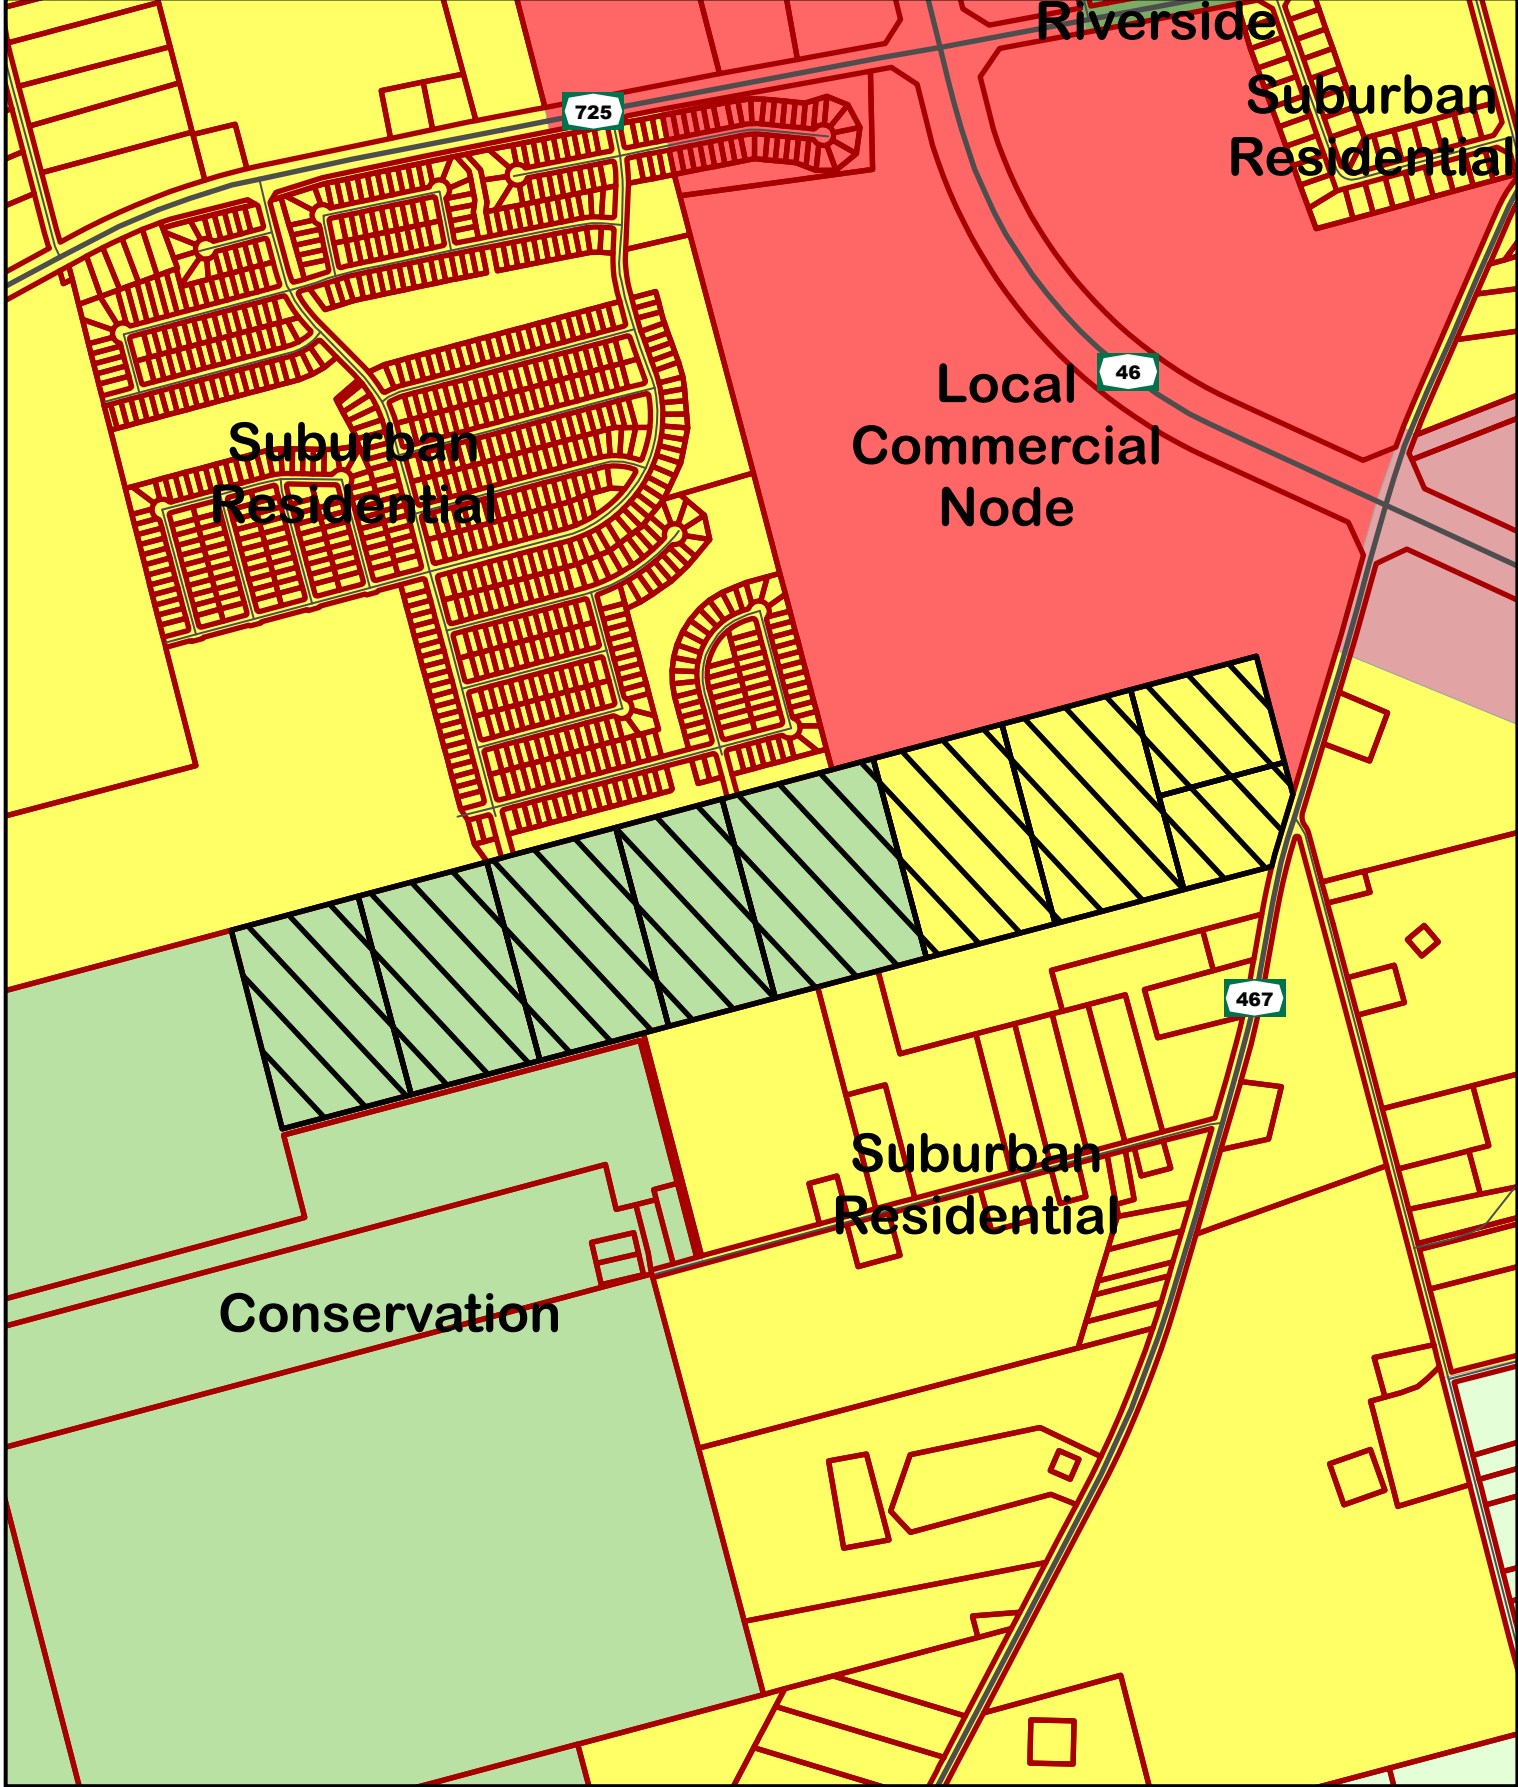 Riverside
Suburban
Residential
725
46
Local
Commercial
Node
Suburban
Residential
467
Suburban
Residential
Conservation